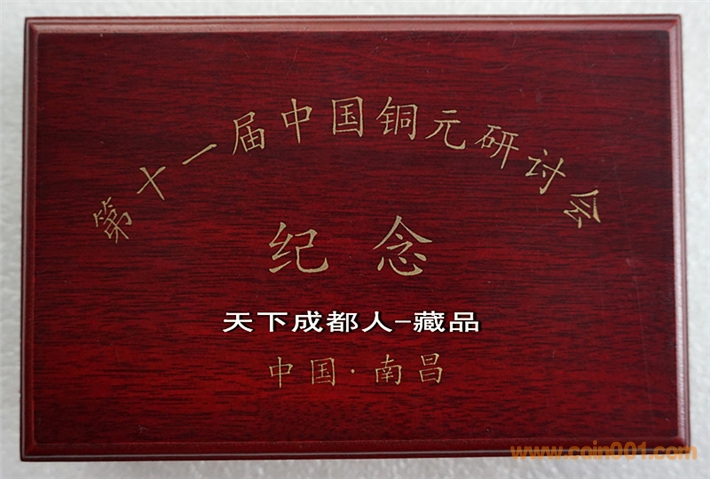 第十一届中国铜元研讨会
纪念
天下成都人-藏品
中国·南昌
www.coin001.com